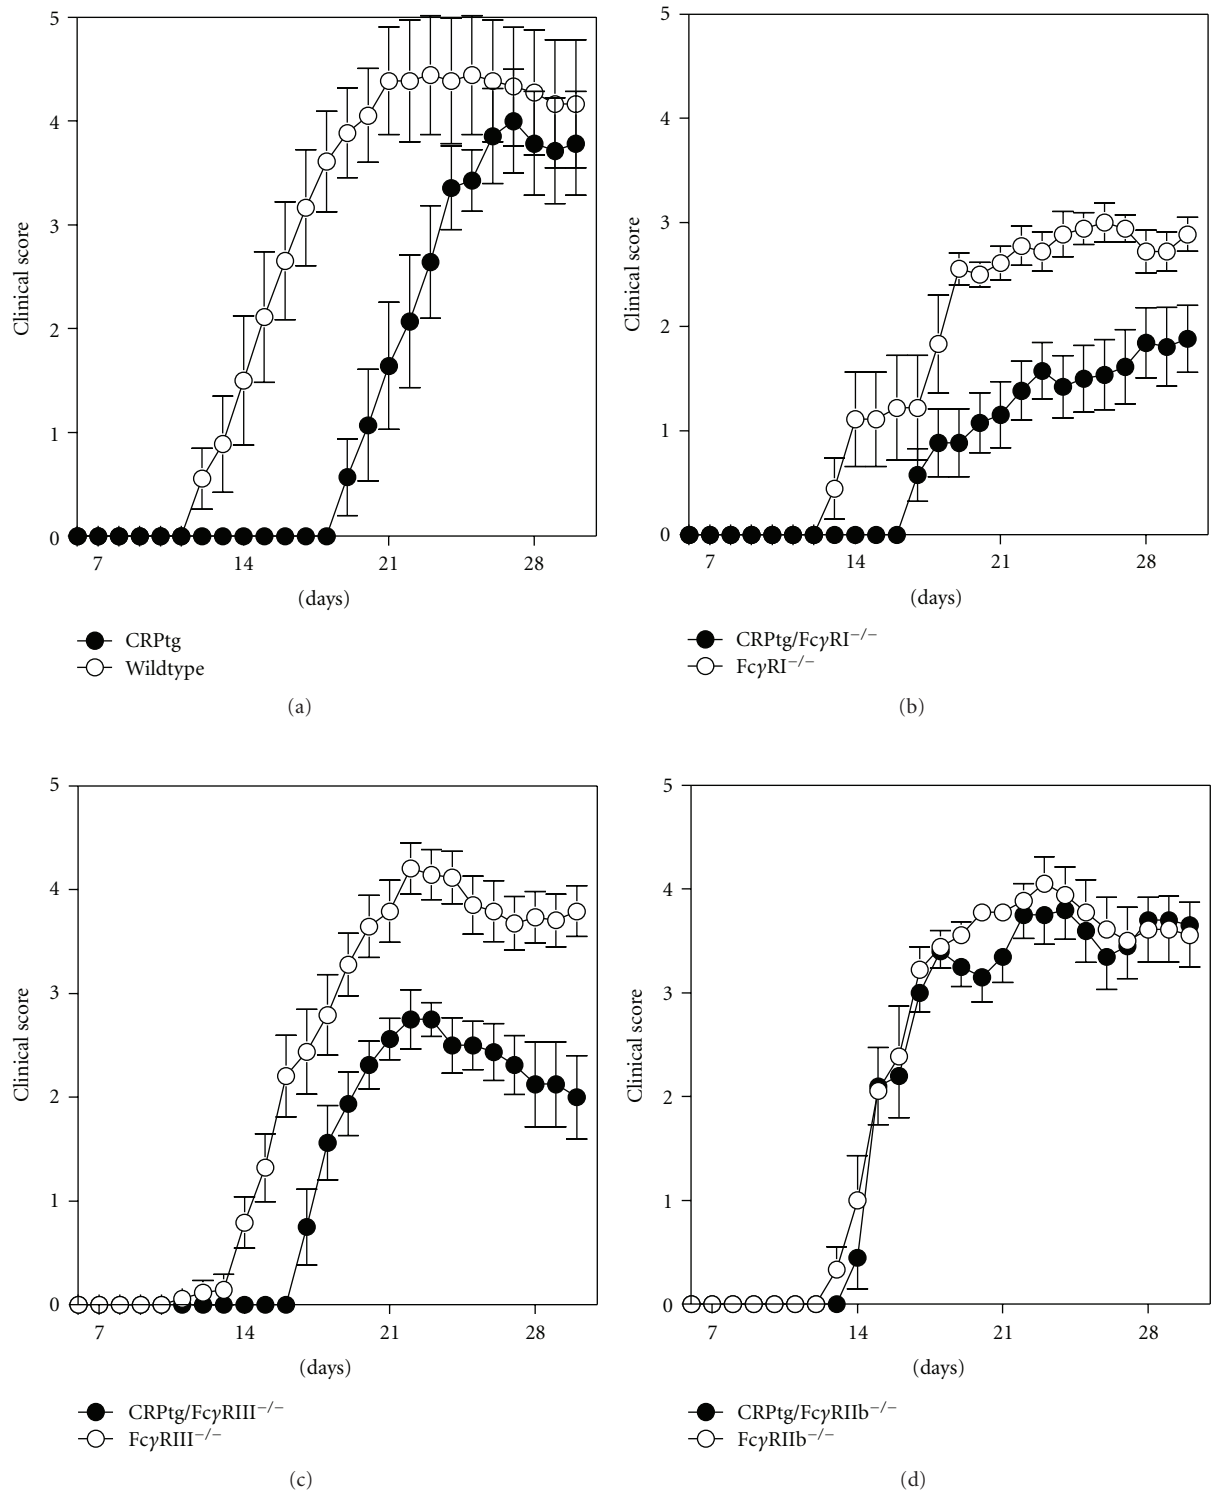 5
4
3
2
1
0
Clinical score
7 14 21 28
(days)
CRPtg
Wildtype
(a)
5
4
3
2
1
0
Clinical score
7 14 21 28
(days)
CRPtg/FcγRI−/−
FcγRI−/−
(b)
5
4
3
2
1
0
Clinical score
7 14 21 28
(days)
CRPtg/FcγRIII−/−
FcγRIII−/−
(c)
5
4
3
2
1
0
Clinical score
7 14 21 28
(days)
CRPtg/FcγRIIb−/−
FcγRIIb−/−
(d)